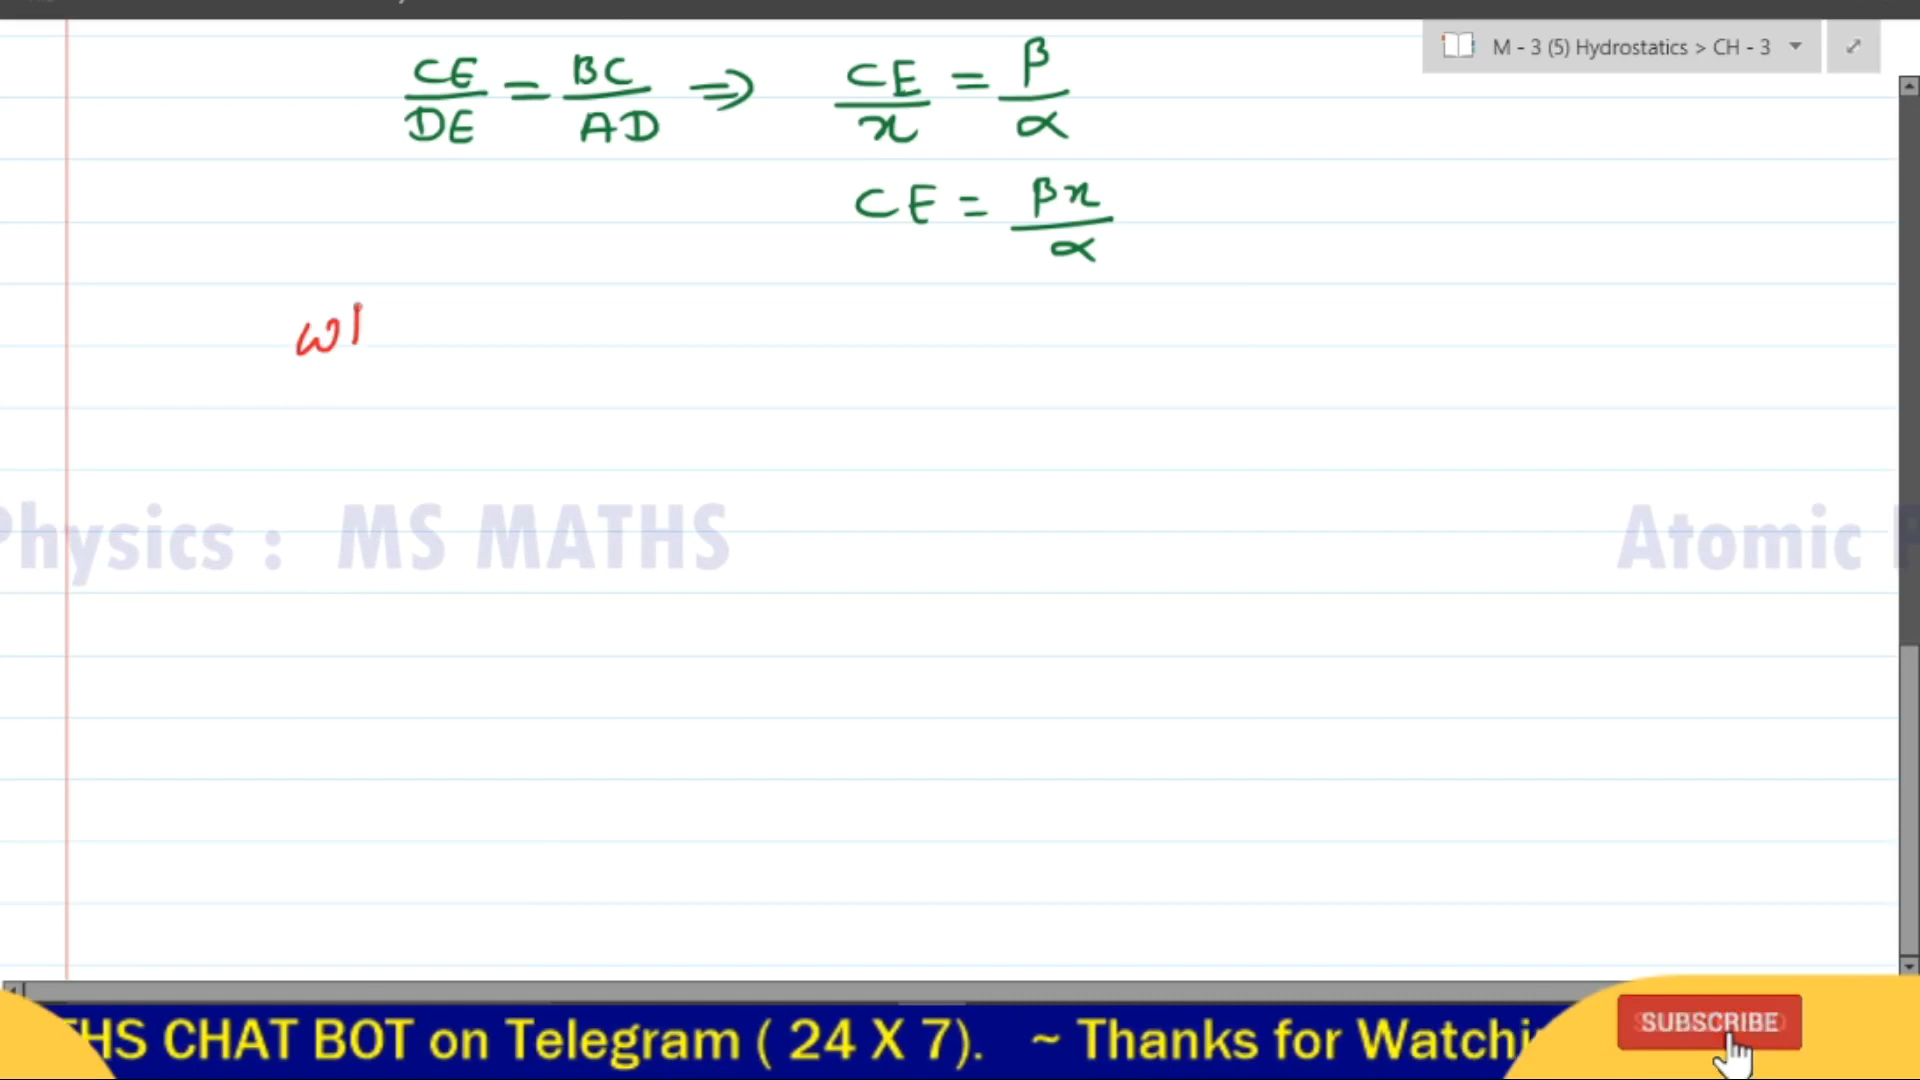 M - 3 (5) Hydrostatics > CH - 3
CE/DE = BC/AD ⇒ CE/x = β/α
CE = βx/α
Physics : MS MATHS
Atomic
HS CHAT BOT on Telegram ( 24 X 7). ~ Thanks for Watchi
SUBSCRIBE